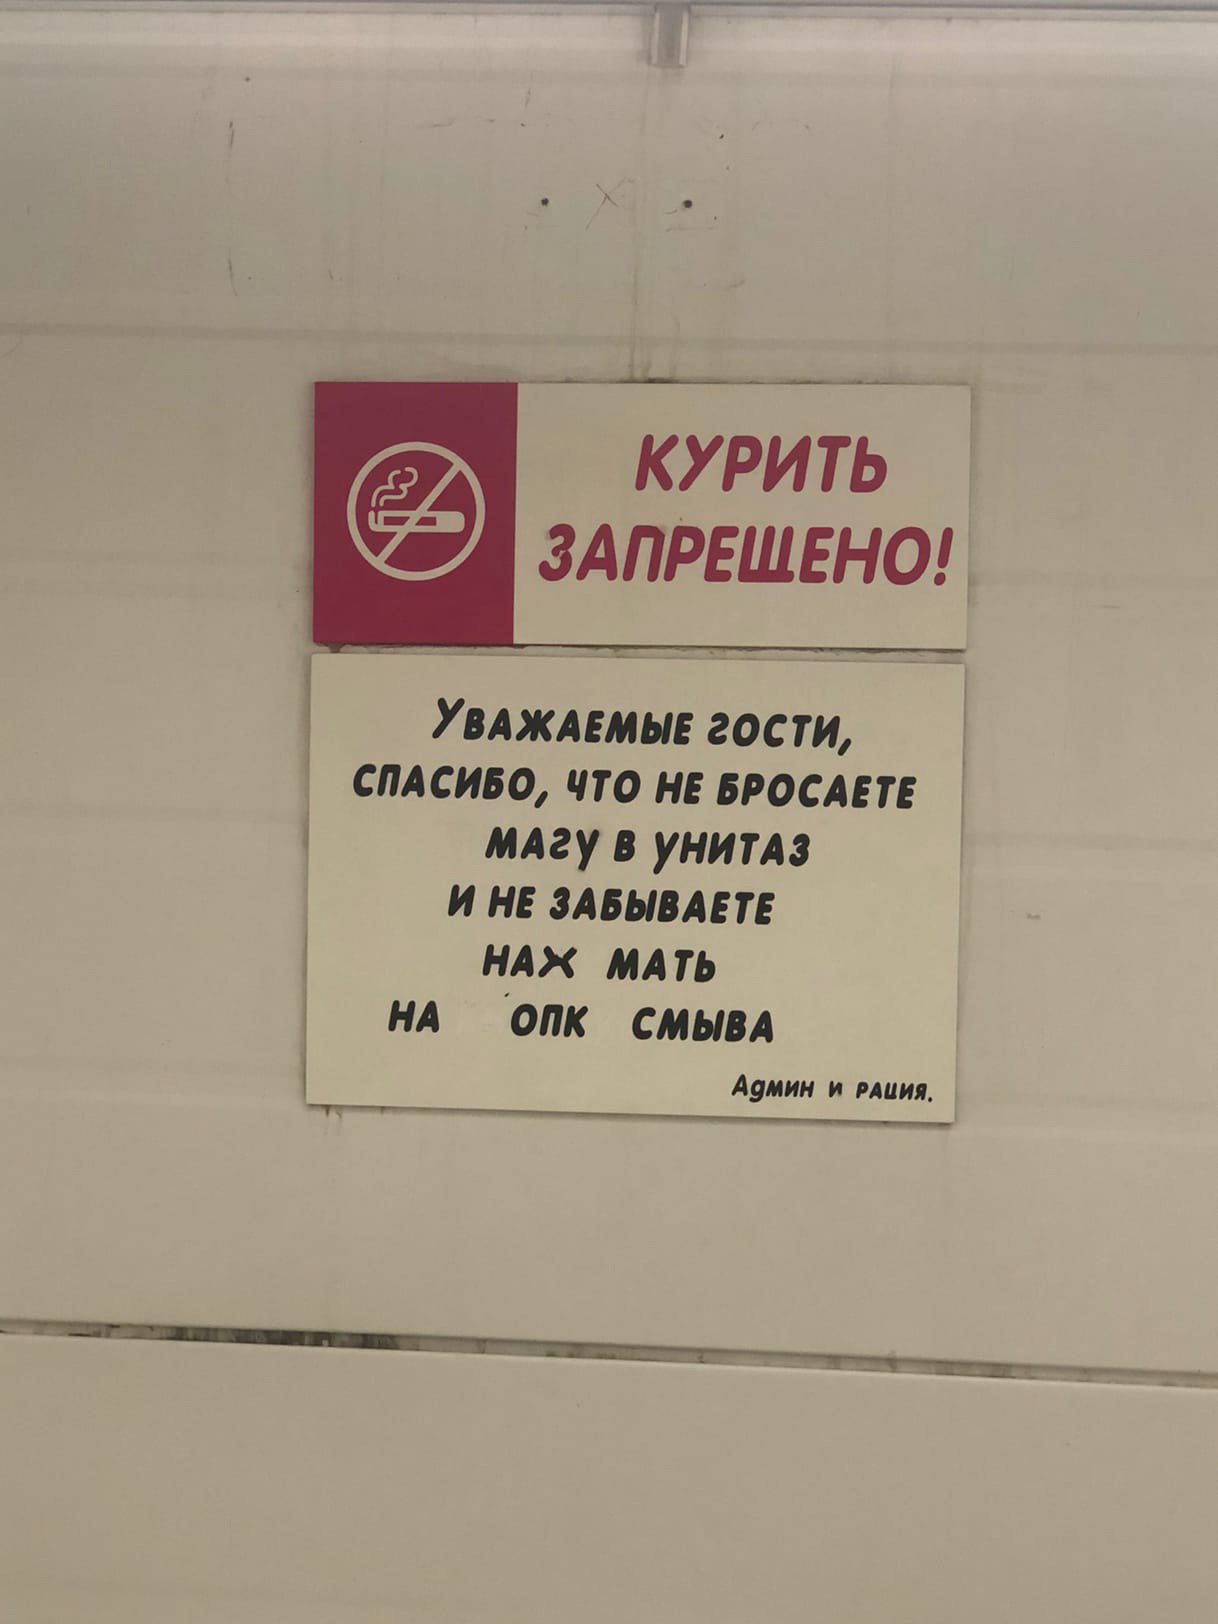 КУРИТЬ
ЗАПРЕЩЕНО!
Уважаемые гости,
спасибо, что не бросаете
магу в унитаз
и не забываете
наж мать
на опк смыва
Админ и рация.